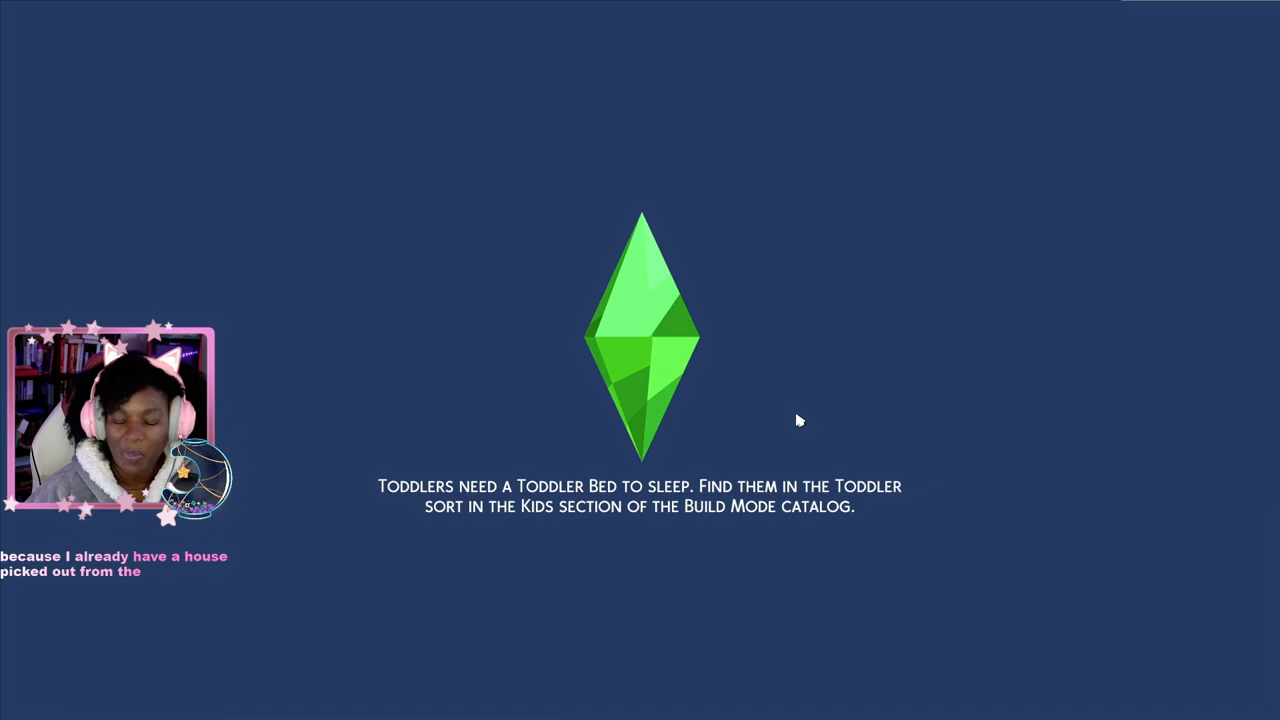 TODDLERS NEED A TODDLER BED TO SLEEP. FIND THEM IN THE TODDLER
SORT IN THE KIDS SECTION OF THE BUILD MODE CATALOG.
because I already have a house
picked out from the